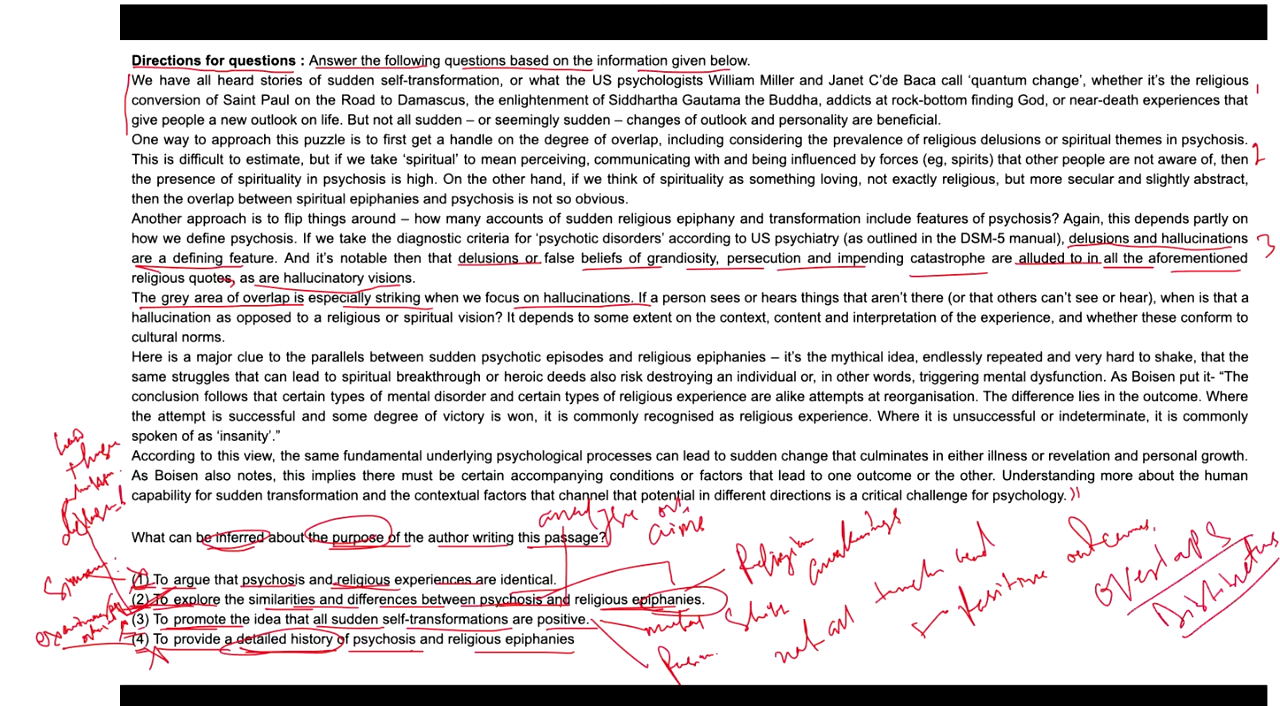 Directions for questions : Answer the following questions based on the information given below.
We have all heard stories of sudden self-transformation, or what the US psychologists William Miller and Janet C'de Baca call 'quantum change', whether it's the religious
conversion of Saint Paul on the Road to Damascus, the enlightenment of Siddhartha Gautama the Buddha, addicts at rock-bottom finding God, or near-death experiences that
give people a new outlook on life. But not all sudden – or seemingly sudden – changes of outlook and personality are beneficial.
1
One way to approach this puzzle is to first get a handle on the degree of overlap, including considering the prevalence of religious delusions or spiritual themes in psychosis.
This is difficult to estimate, but if we take 'spiritual' to mean perceiving, communicating with and being influenced by forces (eg, spirits) that other people are not aware of, then
the presence of spirituality in psychosis is high. On the other hand, if we think of spirituality as something loving, not exactly religious, but more secular and slightly abstract,
then the overlap between spiritual epiphanies and psychosis is not so obvious.
2
Another approach is to flip things around – how many accounts of sudden religious epiphany and transformation include features of psychosis? Again, this depends partly on
how we define psychosis. If we take the diagnostic criteria for 'psychotic disorders' according to US psychiatry (as outlined in the DSM-5 manual), delusions and hallucinations
are a defining feature. And it's notable then that delusions or false beliefs of grandiosity, persecution and impending catastrophe are alluded to in all the aforementioned
religious quotes, as are hallucinatory visions.
3
The grey area of overlap is especially striking when we focus on hallucinations. If a person sees or hears things that aren't there (or that others can't see or hear), when is that a
hallucination as opposed to a religious or spiritual vision? It depends to some extent on the context, content and interpretation of the experience, and whether these conform to
cultural norms.
Here is a major clue to the parallels between sudden psychotic episodes and religious epiphanies – it's the mythical idea, endlessly repeated and very hard to shake, that the
same struggles that can lead to spiritual breakthrough or heroic deeds also risk destroying an individual or, in other words, triggering mental dysfunction. As Boisen put it- “The
conclusion follows that certain types of mental disorder and certain types of religious experience are alike attempts at reorganisation. The difference lies in the outcome. Where
the attempt is successful and some degree of victory is won, it is commonly recognised as religious experience. Where it is unsuccessful or indeterminate, it is commonly
spoken of as 'insanity'.”
According to this view, the same fundamental underlying psychological processes can lead to sudden change that culminates in either illness or revelation and personal growth.
As Boisen also notes, this implies there must be certain accompanying conditions or factors that lead to one outcome or the other. Understanding more about the human
capability for sudden transformation and the contextual factors that channel that potential in different directions is a critical challenge for psychology.
What can be inferred about the purpose of the author writing this passage?
(1) To argue that psychosis and religious experiences are identical.
(2) To explore the similarities and differences between psychosis and religious epiphanies.
(3) To promote the idea that all sudden self-transformations are positive.
(4) To provide a detailed history of psychosis and religious epiphanies
awakenings
not all
lead
positive outcomes
overlaps